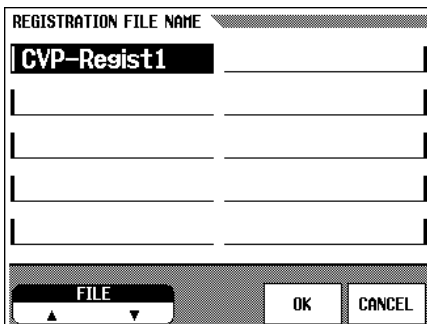 REGISTRATION FILE NAME
CVP-Regist1
FILE
▲ ▼
OK
CANCEL